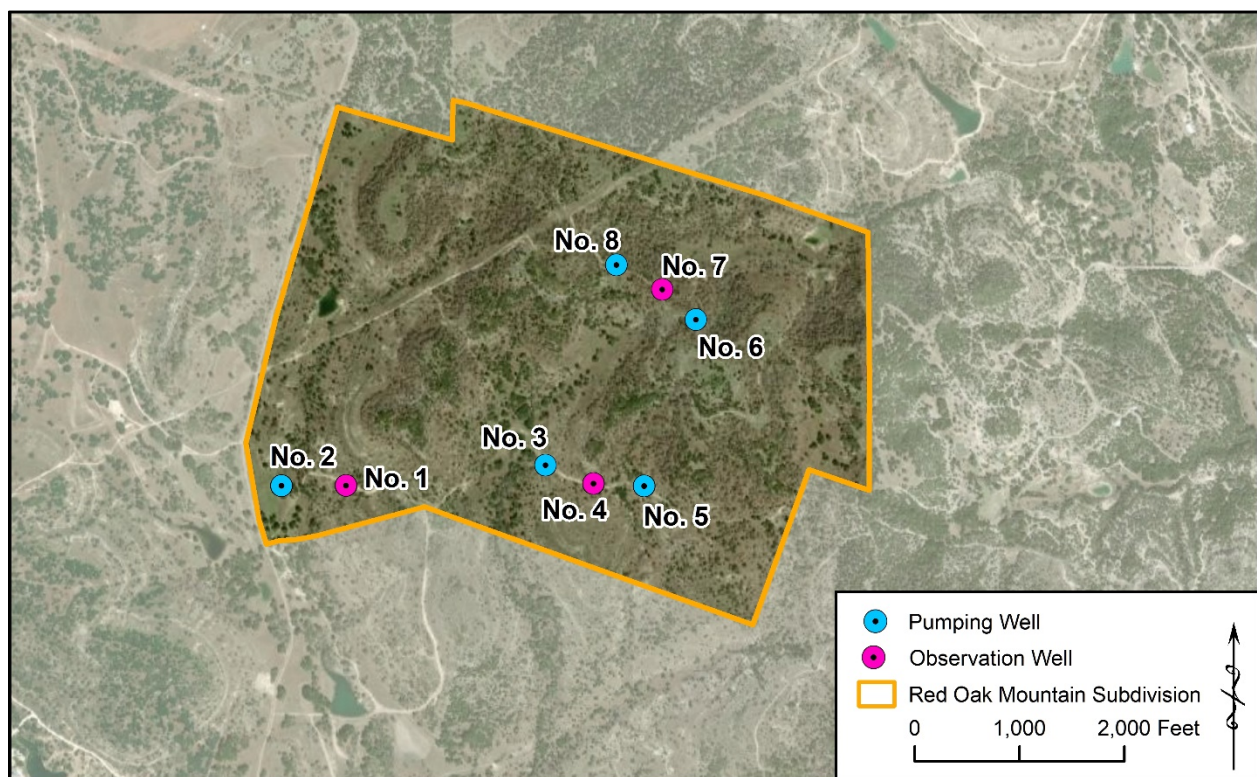 No. 8
No. 7
No. 6
No. 3
No. 2
No. 1
No. 4
No. 5
Pumping Well
Observation Well
Red Oak Mountain Subdivision
0 1,000 2,000 Feet